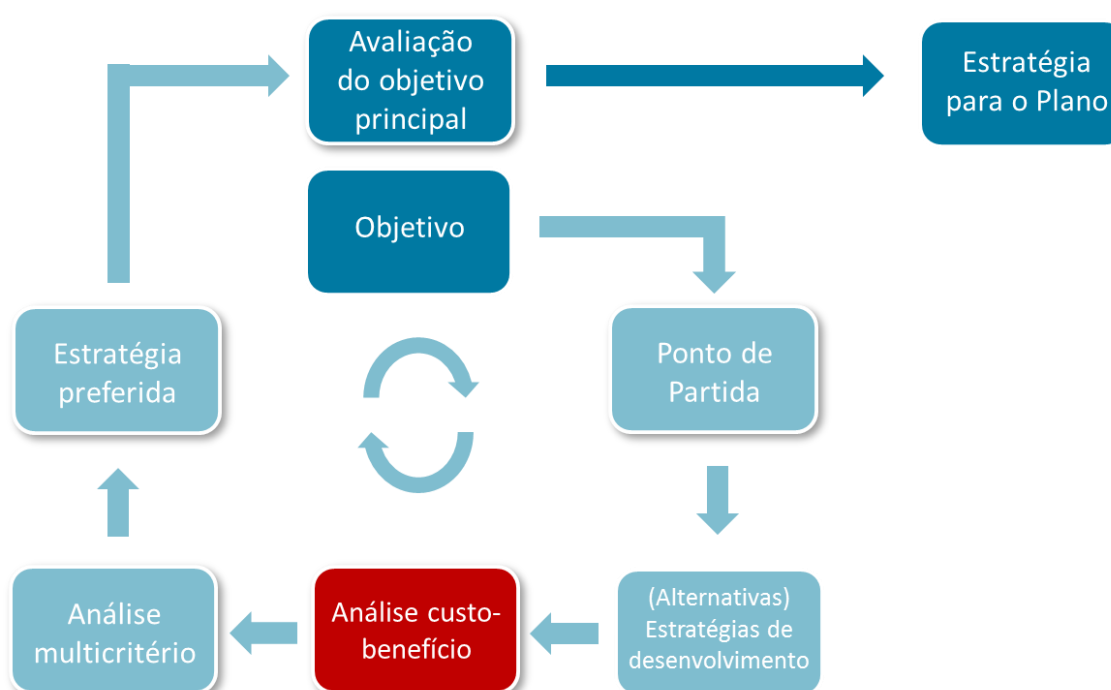 Avaliação
do objetivo
principal
Estratégia
para o Plano
Objetivo
Estratégia
preferida
Ponto de
Partida
Análise
multicritério
Análise custo-
benefício
(Alternativas)
Estratégias de
desenvolvimento